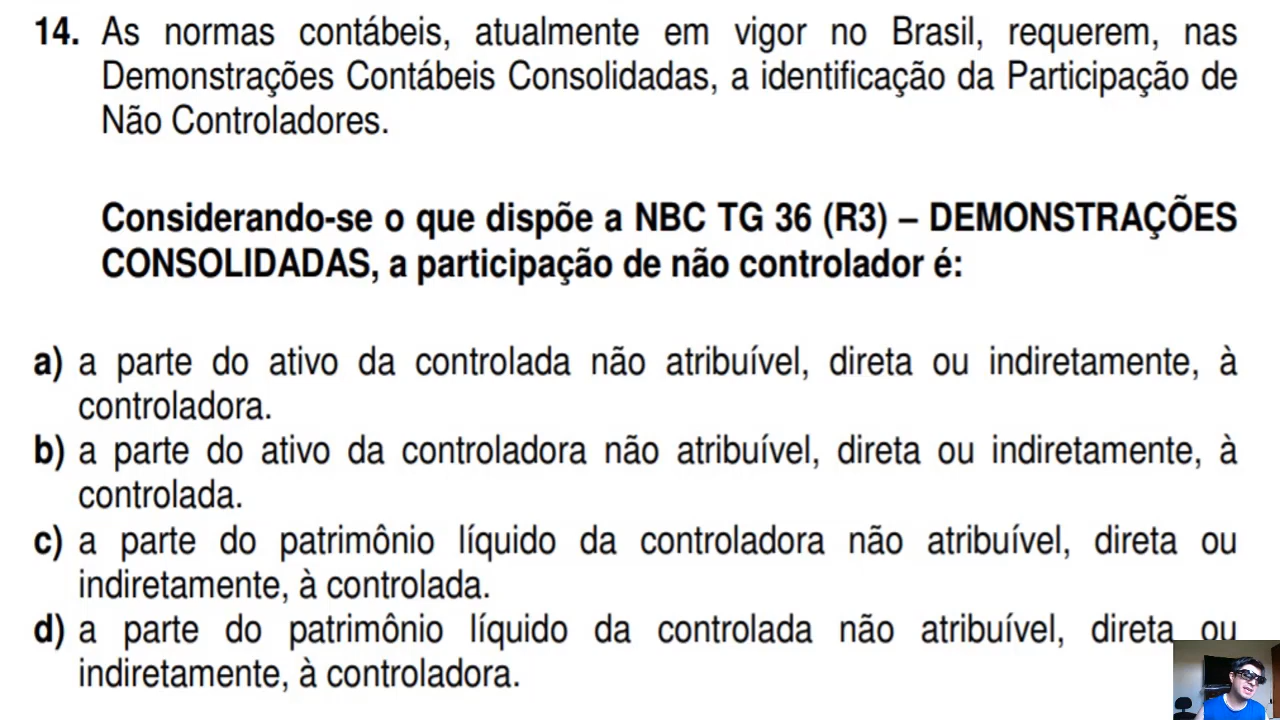 14. As normas contábeis, atualmente em vigor no Brasil, requerem, nas
Demonstrações Contábeis Consolidadas, a identificação da Participação de
Não Controladores.
Considerando-se o que dispõe a NBC TG 36 (R3) – DEMONSTRAÇÕES
CONSOLIDADAS, a participação de não controlador é:
a) a parte do ativo da controlada não atribuível, direta ou indiretamente, à
controladora.
b) a parte do ativo da controladora não atribuível, direta ou indiretamente, à
controlada.
c) a parte do patrimônio líquido da controladora não atribuível, direta ou
indiretamente, à controlada.
d) a parte do patrimônio líquido da controlada não atribuível, direta ou
indiretamente, à controladora.